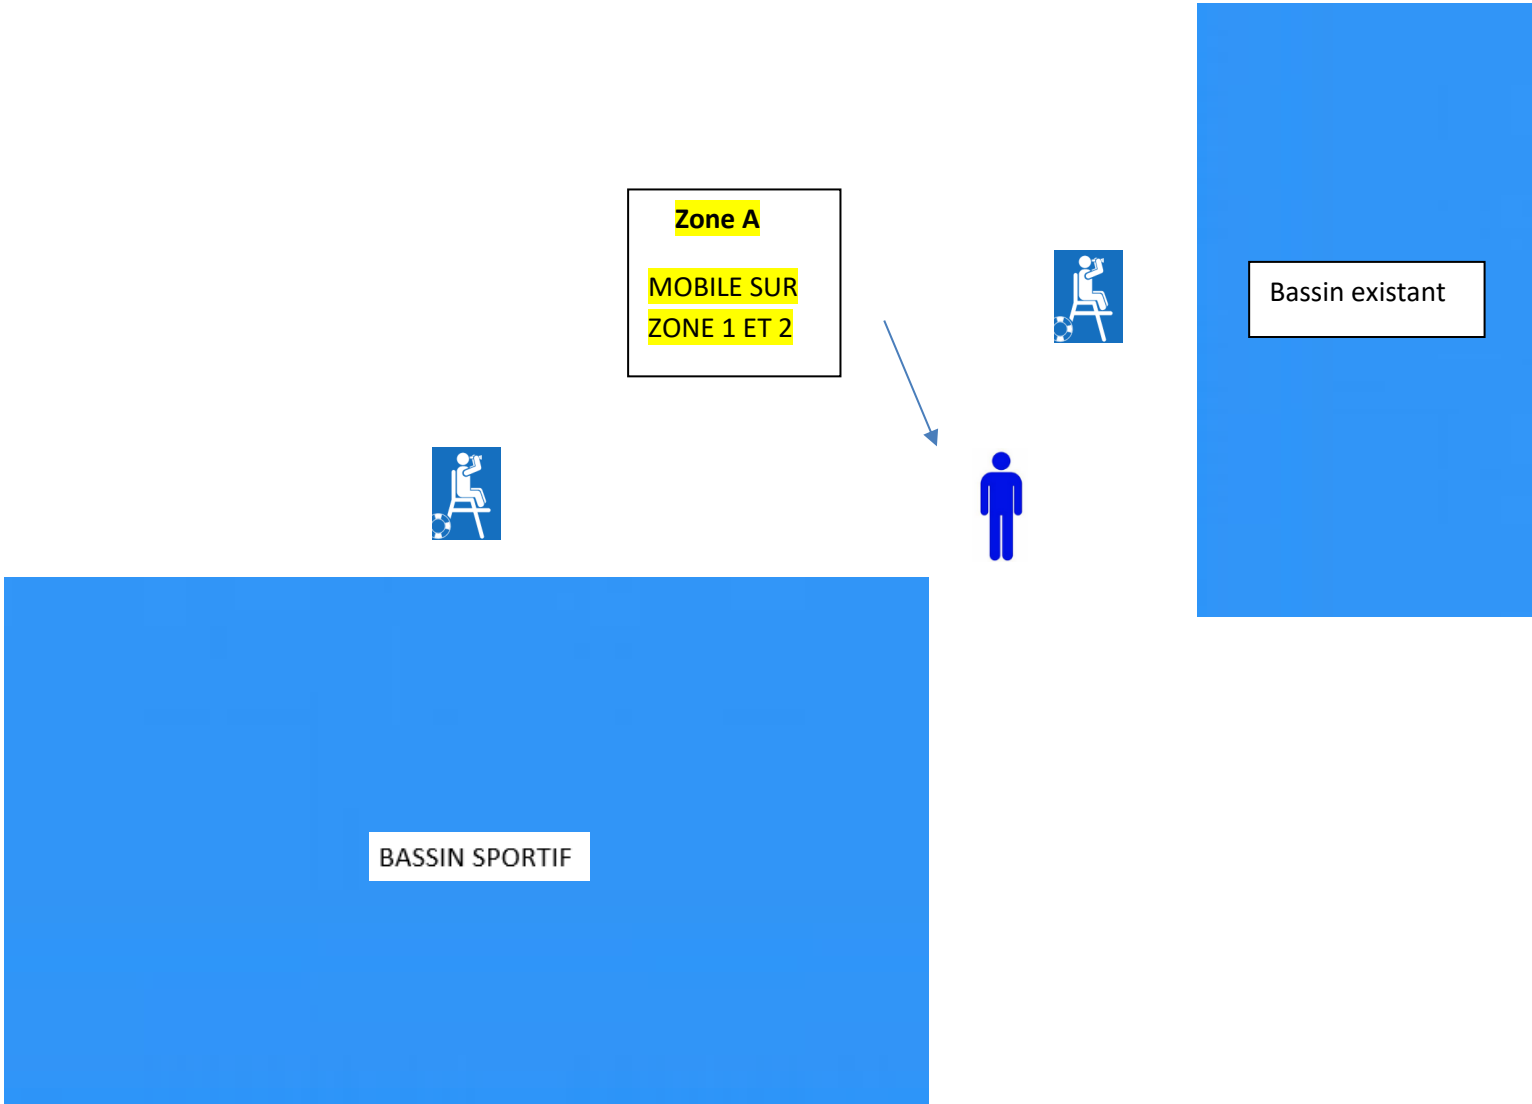 Zone A
MOBILE SUR
ZONE 1 ET 2
Bassin existant
BASSIN SPORTIF